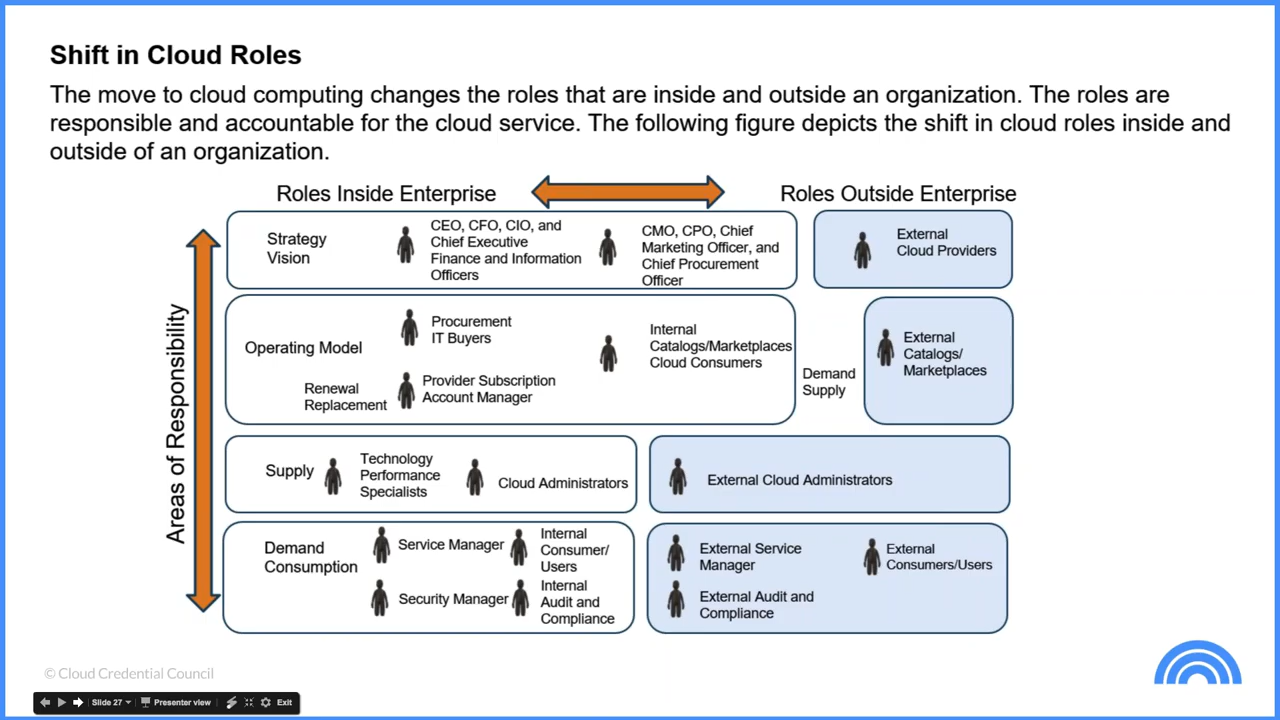 Shift in Cloud Roles
The move to cloud computing changes the roles that are inside and outside an organization. The roles are
responsible and accountable for the cloud service. The following figure depicts the shift in cloud roles inside and
outside of an organization.
Roles Inside Enterprise
Roles Outside Enterprise
Areas of Responsibility
Strategy
Vision
CEO, CFO, CIO, and
Chief Executive
Finance and Information
Officers
CMO, CPO, Chief
Marketing Officer, and
Chief Procurement
Officer
External
Cloud Providers
Operating Model
Procurement
IT Buyers
Renewal
Replacement
Provider Subscription
Account Manager
Internal
Catalogs/Marketplaces
Cloud Consumers
Demand
Supply
External
Catalogs/
Marketplaces
Supply
Technology
Performance
Specialists
Cloud Administrators
External Cloud Administrators
Demand
Consumption
Service Manager
Internal
Consumer/
Users
Security Manager
Internal
Audit and
Compliance
External Service
Manager
External
Consumers/Users
External Audit and
Compliance
© Cloud Credential Council
Slide 27
Presenter view
Exit